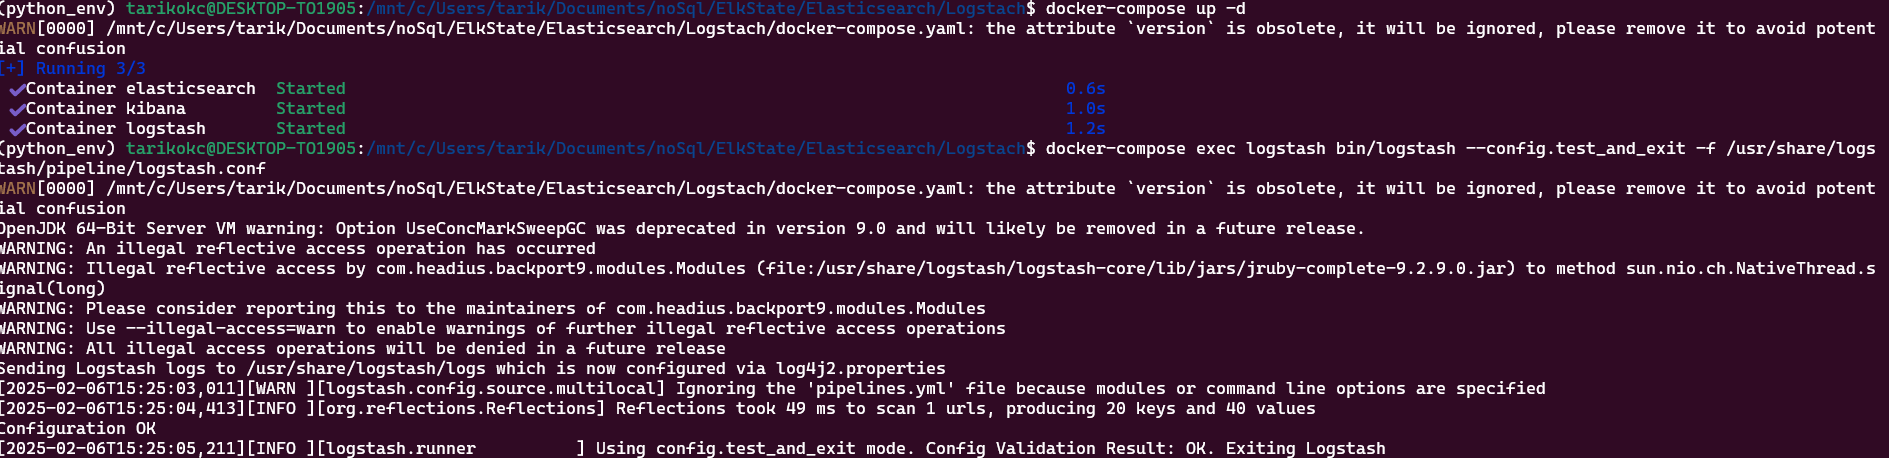 (python_env) tarikokc@DESKTOP-TO1905:/mnt/c/Users/tarik/Documents/noSql/ElkState/Elasticsearch/Logstach$ docker-compose up -d
WARN[0000] /mnt/c/Users/tarik/Documents/noSql/ElkState/Elasticsearch/Logstach/docker-compose.yaml: the attribute `version` is obsolete, it will be ignored, please remove it to avoid potent
ial confusion
[+] Running 3/3
✔Container elasticsearch  Started 0.6s
✔Container kibana         Started 1.0s
✔Container logstash       Started 1.2s
(python_env) tarikokc@DESKTOP-TO1905:/mnt/c/Users/tarik/Documents/noSql/ElkState/Elasticsearch/Logstach$ docker-compose exec logstash bin/logstash --config.test_and_exit -f /usr/share/logs
tash/pipeline/logstash.conf
WARN[0000] /mnt/c/Users/tarik/Documents/noSql/ElkState/Elasticsearch/Logstach/docker-compose.yaml: the attribute `version` is obsolete, it will be ignored, please remove it to avoid potent
ial confusion
OpenJDK 64-Bit Server VM warning: Option UseConcMarkSweepGC was deprecated in version 9.0 and will likely be removed in a future release.
WARNING: An illegal reflective access operation has occurred
WARNING: Illegal reflective access by com.headius.backport9.modules.Modules (file:/usr/share/logstash/logstash-core/lib/jars/jruby-complete-9.2.9.0.jar) to method sun.nio.ch.NativeThread.s
ignal(long)
WARNING: Please consider reporting this to the maintainers of com.headius.backport9.modules.Modules
WARNING: Use --illegal-access=warn to enable warnings of further illegal reflective access operations
WARNING: All illegal access operations will be denied in a future release
Sending Logstash logs to /usr/share/logstash/logs which is now configured via log4j2.properties
[2025-02-06T15:25:03,011][WARN ][logstash.config.source.multilocal] Ignoring the 'pipelines.yml' file because modules or command line options are specified
[2025-02-06T15:25:04,413][INFO ][org.reflections.Reflections] Reflections took 49 ms to scan 1 urls, producing 20 keys and 40 values
Configuration OK
[2025-02-06T15:25:05,211][INFO ][logstash.runner          ] Using config.test_and_exit mode. Config Validation Result: OK. Exiting Logstash